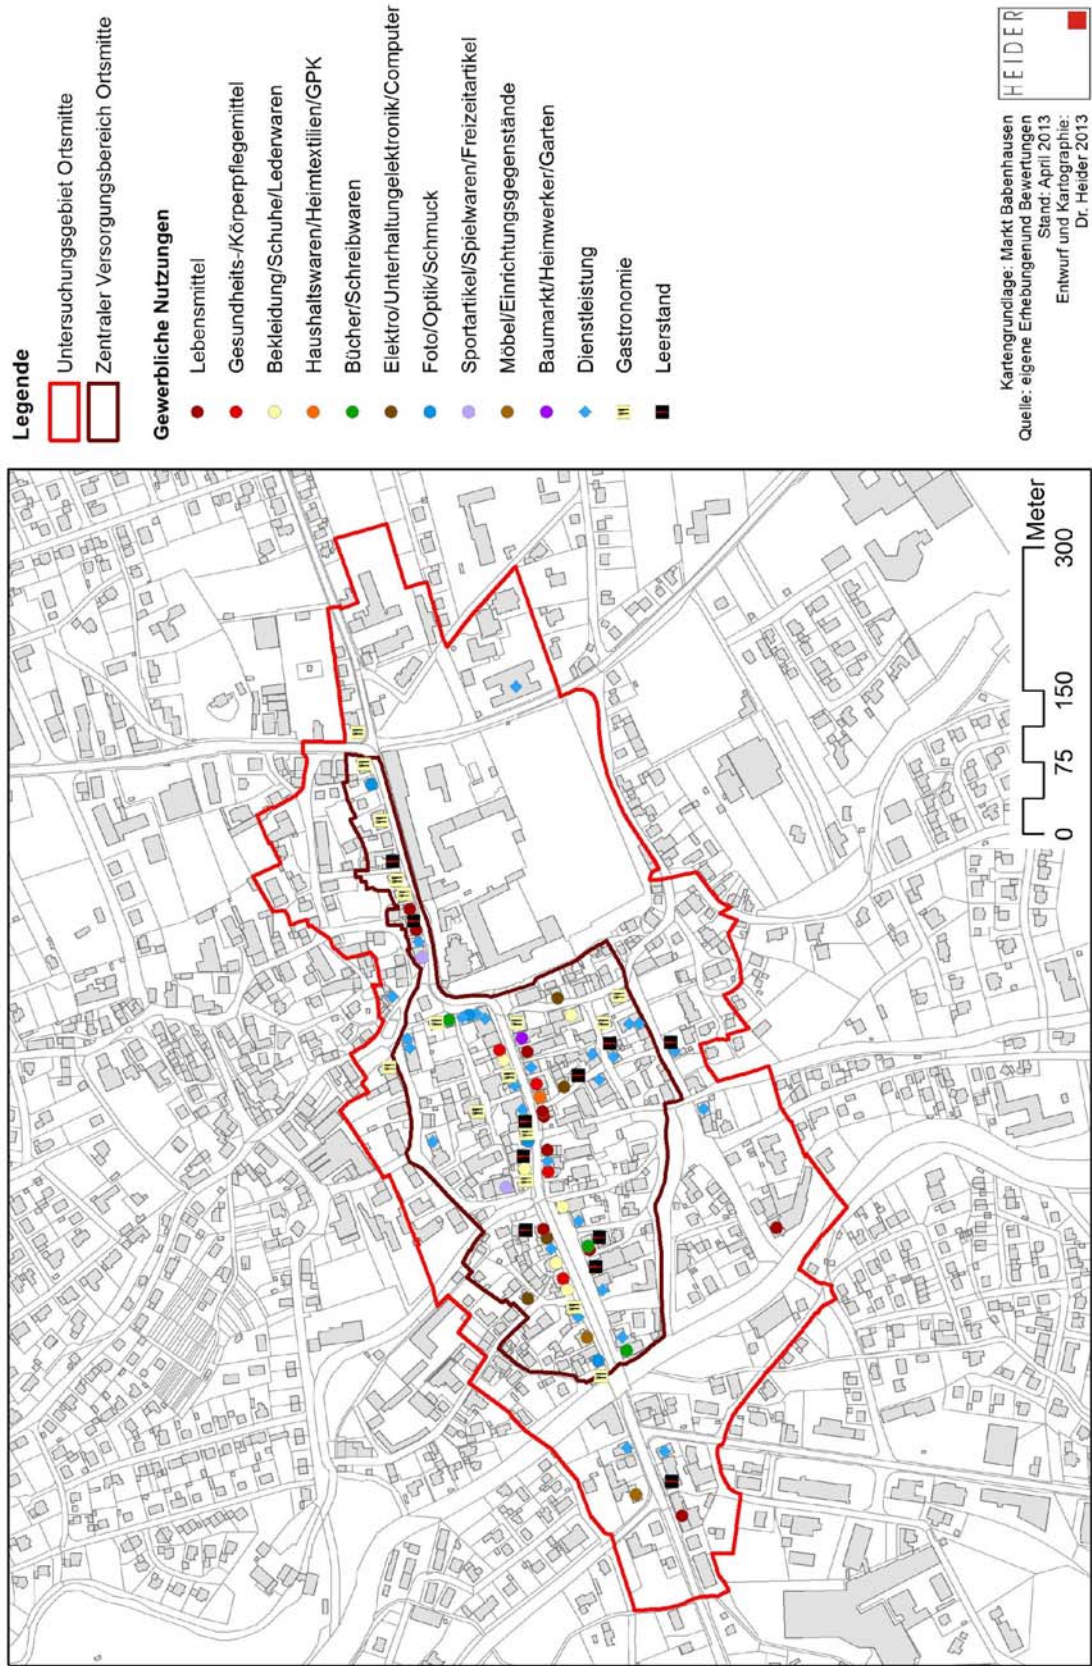 Legende
Untersuchungsgebiet Ortsmitte
Zentraler Versorgungsbereich Ortsmitte
Gewerbliche Nutzungen
Lebensmittel
Gesundheits-/Körperpflegemittel
Bekleidung/Schuhe/Lederwaren
Haushaltswaren/Heimtextilien/GPK
Bücher/Schreibwaren
Elektro/Unterhaltungelektronik/Computer
Foto/Optik/Schmuck
Sportartikel/Spielwaren/Freizeitartikel
Möbel/Einrichtungsgegenstände
Baumarkt/Heimwerker/Garten
Dienstleistung
Gastronomie
Leerstand
0 75 150 300
Meter
Kartengrundlage: Markt Babenhausen
Quelle: eigene Erhebungenund Bewertungen
Stand: April 2013
Entwurf und Kartographie:
Dr. Heider 2013
HEIDER